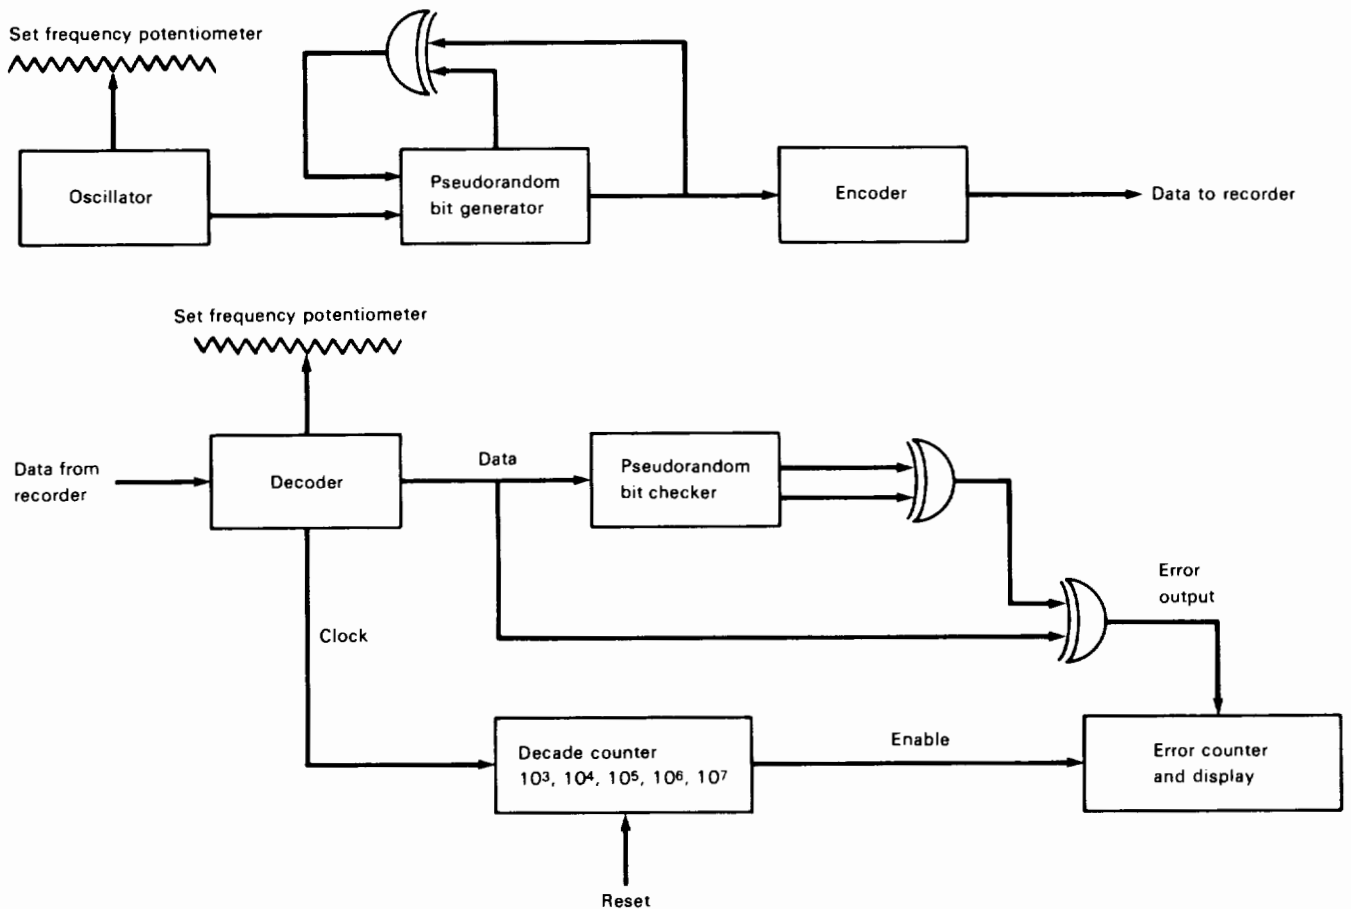 Set frequency potentiometer
Oscillator
Pseudorandom
bit generator
Encoder
Data to recorder
Set frequency potentiometer
Data from
recorder
Decoder
Data
Pseudorandom
bit checker
Error
output
Clock
Decade counter
10³, 10⁴, 10⁵, 10⁶, 10⁷
Enable
Error counter
and display
Reset